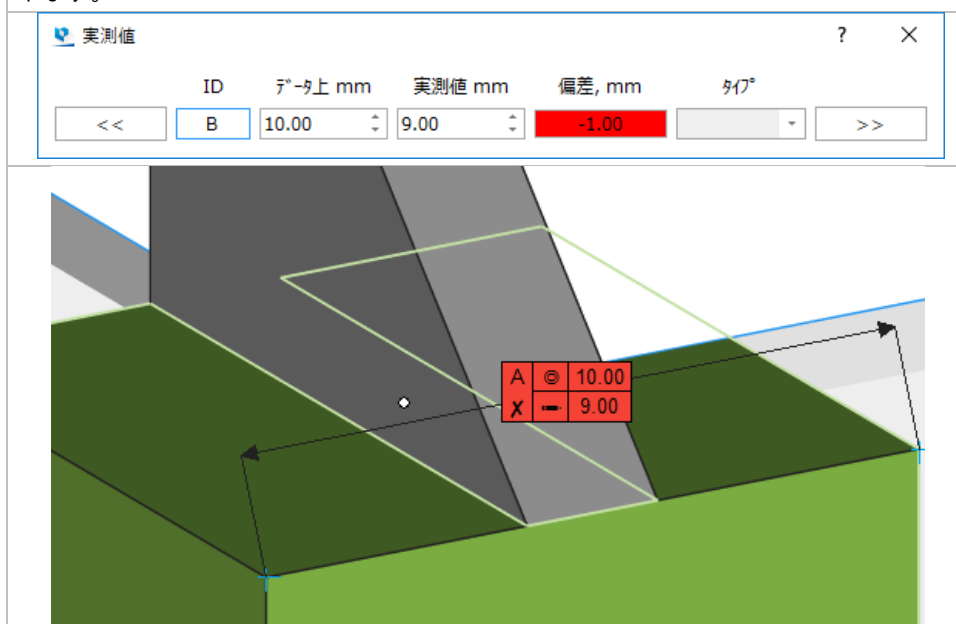 実測値 ? ×
ID ﾃﾞｰﾀ上 mm 実測値 mm 偏差, mm ﾀｲﾌﾟ
<< B 10.00 9.00 -1.00 >>
A ◎ 10.00
✗ 9.00